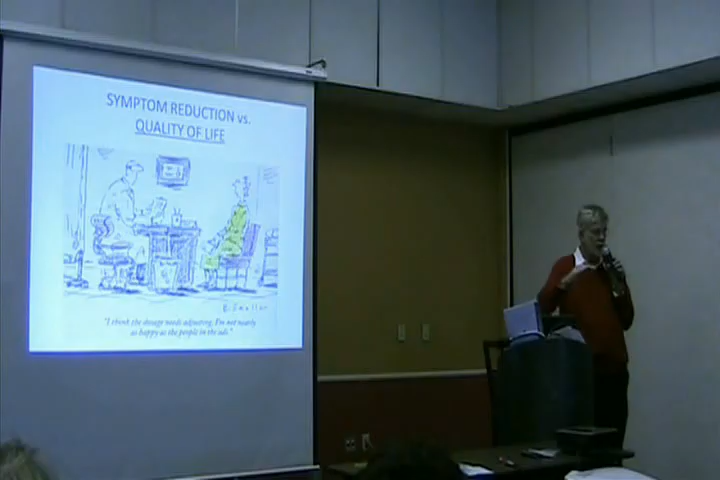 SYMPTOM REDUCTION vs.
QUALITY OF LIFE
B. Smaller
"I think the dosage needs adjusting. I'm not nearly
as happy as the people in the ads."